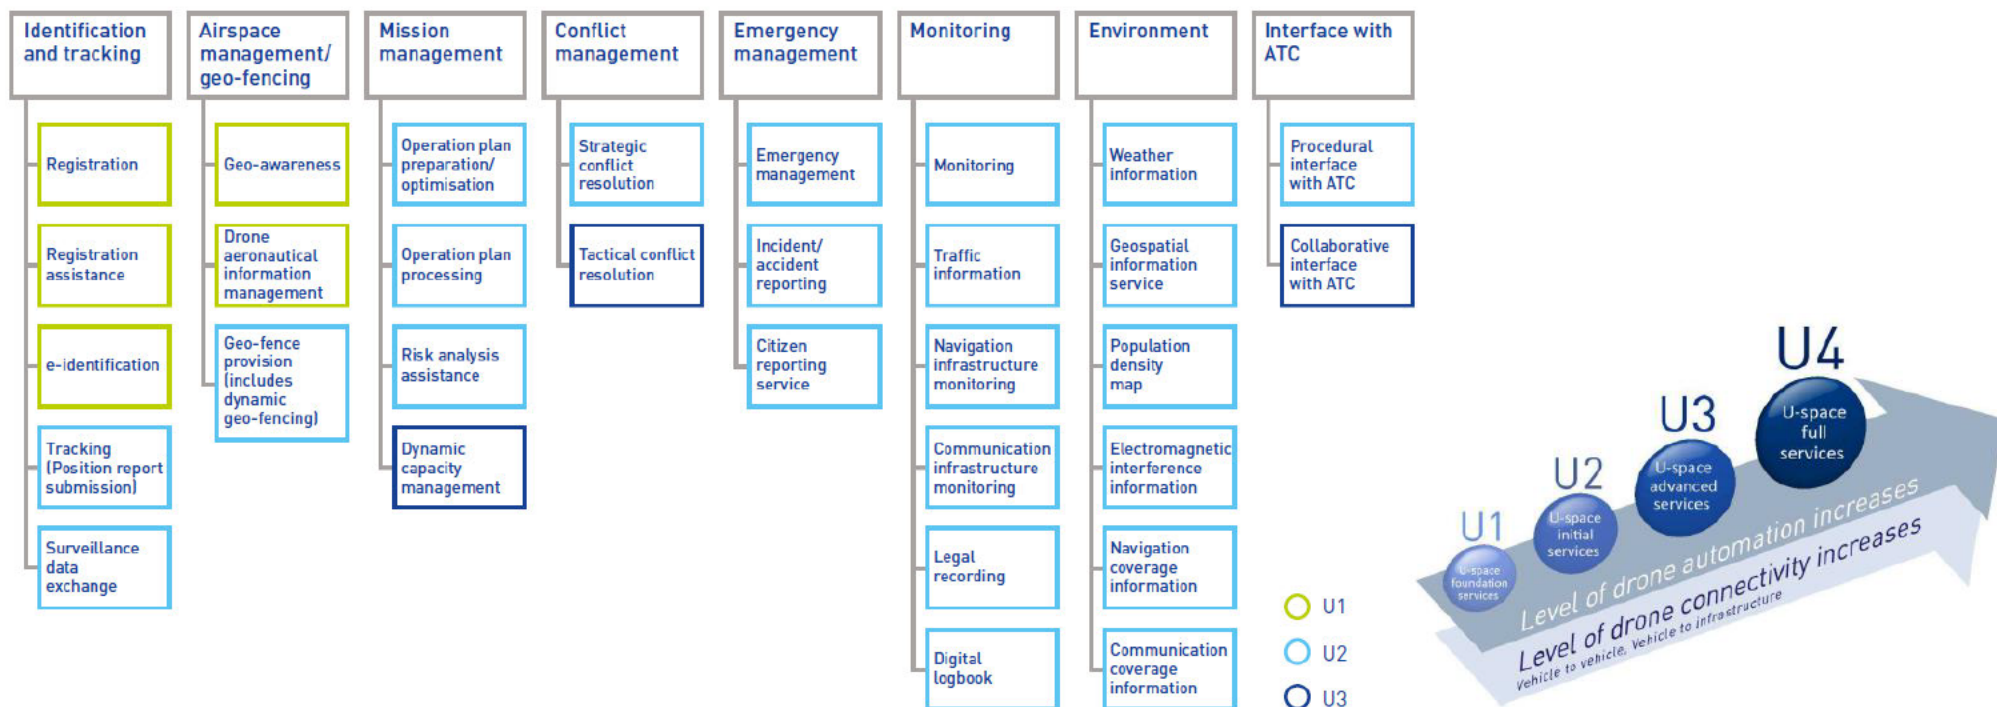 Identification
and tracking
Registration
Registration
assistance
e-identification
Tracking
(Position report
submission)
Surveillance
data
exchange
Airspace
management/
geo-fencing
Geo-awareness
Drone
aeronautical
information
management
Geo-fence
provision
(includes
dynamic
geo-fencing)
Mission
management
Operation plan
preparation/
optimisation
Operation plan
processing
Risk analysis
assistance
Dynamic
capacity
management
Conflict
management
Strategic
conflict
resolution
Tactical conflict
resolution
Emergency
management
Emergency
management
Incident/
accident
reporting
Citizen
reporting
service
Monitoring
Monitoring
Traffic
information
Navigation
infrastructure
monitoring
Communication
infrastructure
monitoring
Legal
recording
Digital
logbook
Environment
Weather
information
Geospatial
information
service
Population
density
map
Electromagnetic
interference
information
Navigation
coverage
information
Communication
coverage
information
Interface with
ATC
Procedural
interface
with ATC
Collaborative
interface
with ATC
U1
U2
U3
U1
U-space
foundation
services
U2
U-space
initial
services
U3
U-space
advanced
services
U4
U-space
full
services
Level of drone automation increases
Level of drone connectivity increases
Vehicle to vehicle, Vehicle to infrastructure